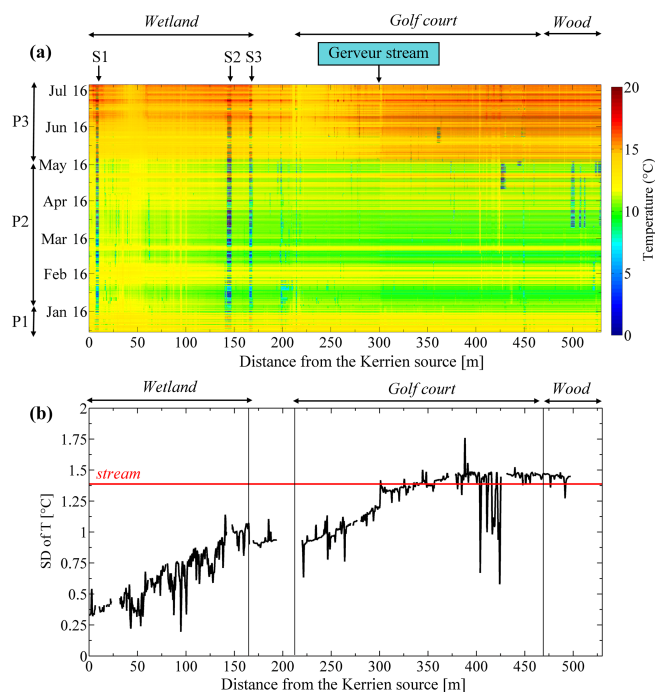 Wetland
Golf court
Wood
(a)
S1
S2
S3
Gerveur stream
P3
P2
P1
Jul 16
Jun 16
May 16
Apr 16
Mar 16
Feb 16
Jan 16
0 50 100 150 200 250 300 350 400 450 500
Distance from the Kerrien source [m]
20
15
10
5
0
Temperature (°C)
Wetland
Golf court
Wood
(b)
2
1.75
1.5
1.25
1
0.75
0.5
0.25
0
SD of T [°C]
stream
0 50 100 150 200 250 300 350 400 450 500
Distance from the Kerrien source [m]